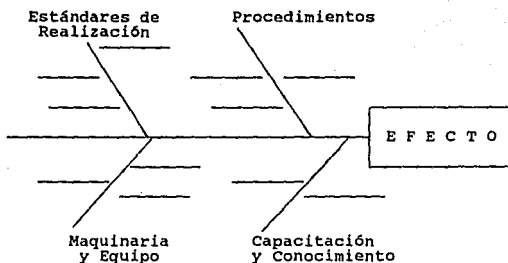 Estándares de
Realización
Procedimientos
E F E C T O
Maquinaria
y Equipo
Capacitación
y Conocimiento